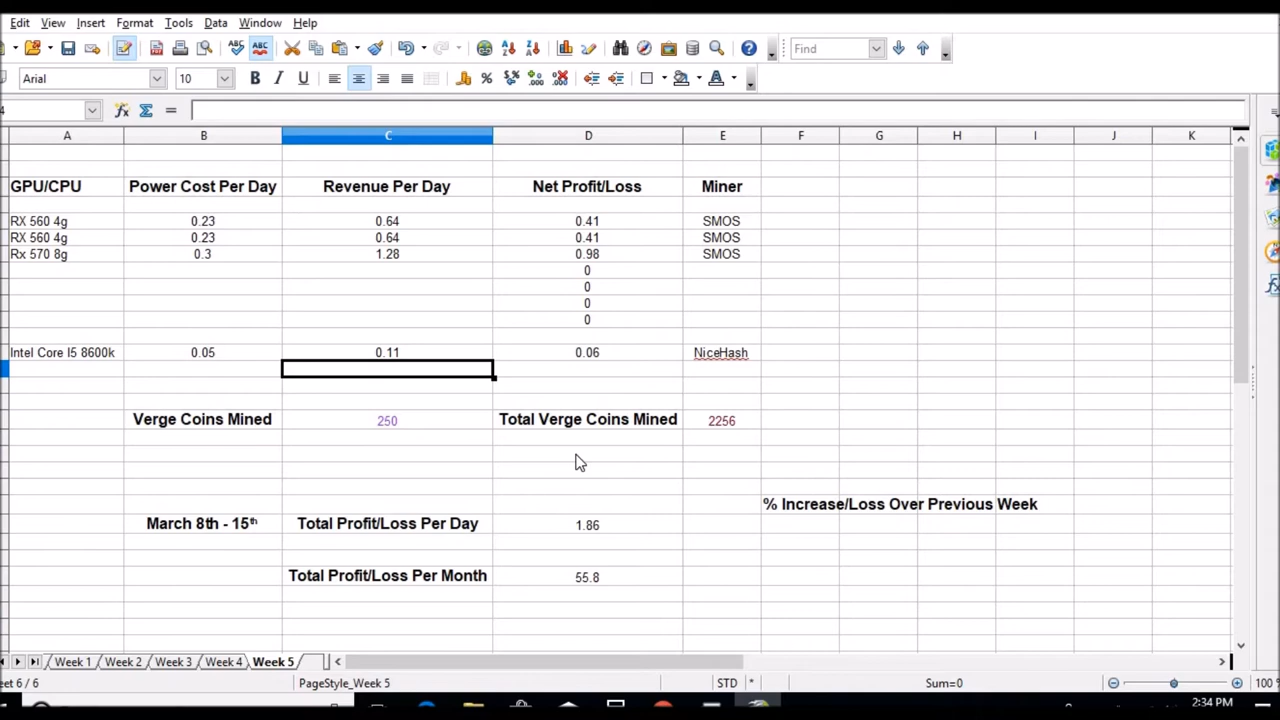 Edit View Insert Format Tools Data Window Help
Find
Arial 10
A B C D E F G H I J K
GPU/CPU Power Cost Per Day Revenue Per Day Net Profit/Loss Miner
RX 560 4g 0.23 0.64 0.41 SMOS
RX 560 4g 0.23 0.64 0.41 SMOS
Rx 570 8g 0.3 1.28 0.98 SMOS
0
0
0
0
Intel Core I5 8600k 0.05 0.11 0.06 NiceHash
Verge Coins Mined 250 Total Verge Coins Mined 2256
% Increase/Loss Over Previous Week
March 8th - 15th Total Profit/Loss Per Day 1.86
Total Profit/Loss Per Month 55.8
Week 1 Week 2 Week 3 Week 4 Week 5
eet 6 / 6 PageStyle_Week 5 STD * Sum=0 100
2:34 PM